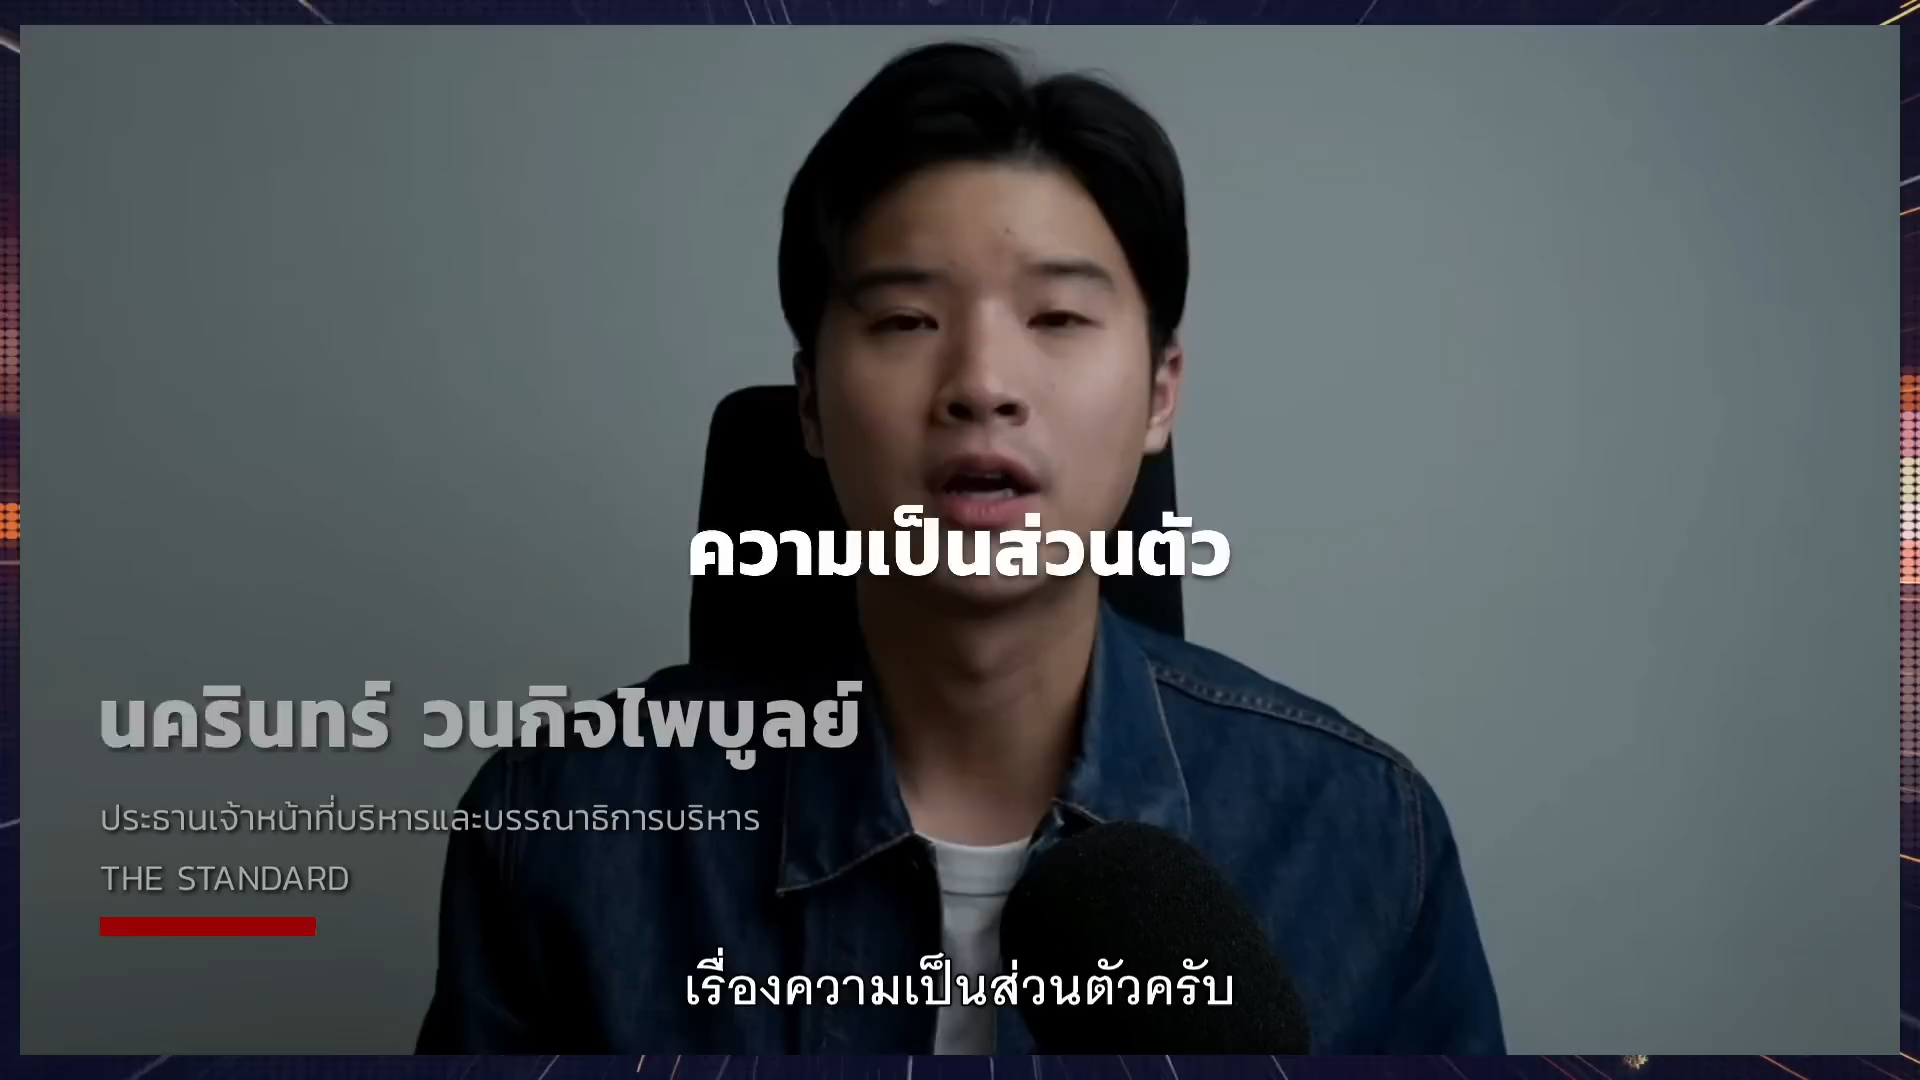 ความเป็นส่วนตัว
นครินทร์ วนกิจไพบูลย์
ประธานเจ้าหน้าที่บริหารและบรรณาธิการบริหาร
THE STANDARD
เรื่องความเป็นส่วนตัวครับ